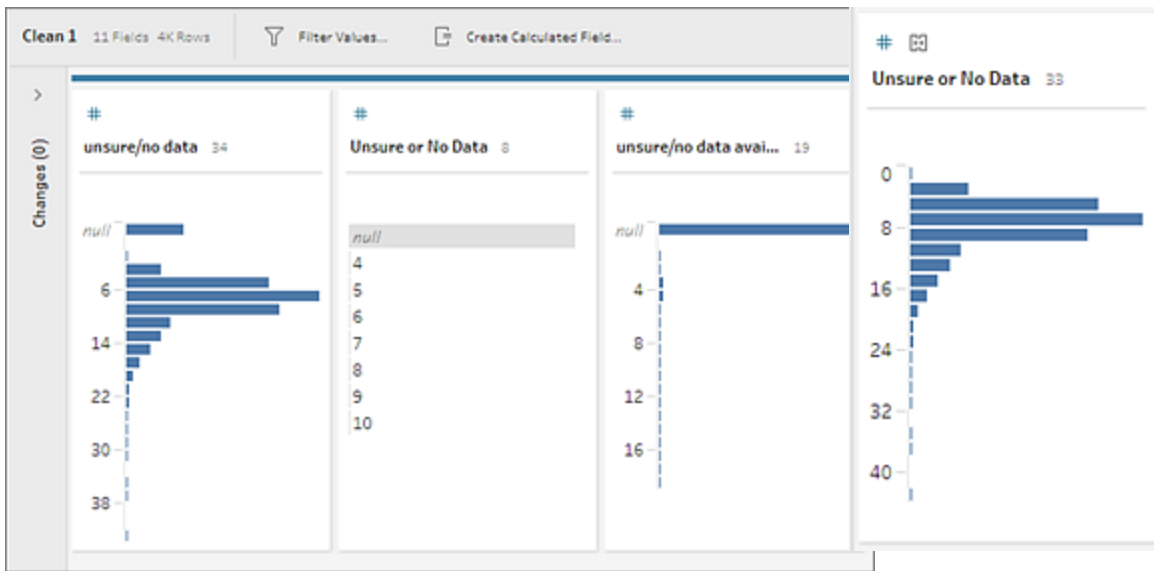 Clean 1 11 Fields 4K Rows Filter Values... Create Calculated Field...
Changes (0)
unsure/no data 34
null
6
14
22
30
38
Unsure or No Data 8
null
4
5
6
7
8
9
10
unsure/no data avai... 19
null
4
8
12
16
Unsure or No Data 33
0
8
16
24
32
40